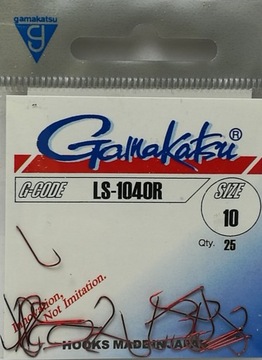 gamakatsu
g
Gamakatsu®
G-CODE LS-1040R SIZE
10
Qty. 25
Innovation,
Not Imitation.
HOOKS MADE IN JAPAN